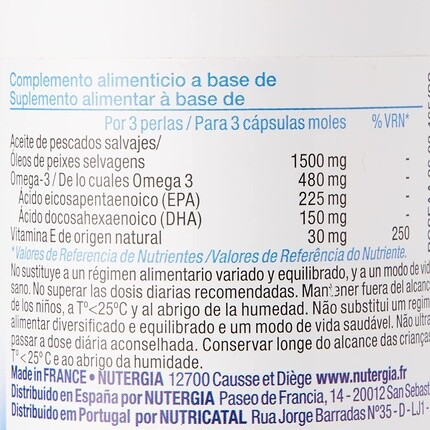 Complemento alimenticio a base de
Suplemento alimentar à base de
Por 3 perlas / Para 3 cápsulas moles % VRN*
Aceite de pescados salvajes/
Óleos de peixes selvagens 1500 mg -
Omega-3 / De lo cuales Omega 3 480 mg -
Ácido eicosapentaenoico (EPA) 225 mg -
Ácido docosahexaenoico (DHA) 150 mg -
Vitamina E de origen natural 30 mg 250
*Valores de Referencia de Nutrientes /Valores de Referência do Nutriente.
No sustituye a un régimen alimentario variado y equilibrado, y a un modo de vid
sano. No superar las dosis diarias recomendadas. Mantener fuera del alcanc
de los niños, a Tº<25°C y al abrigo de la humedad. Não substitui um regim
alimentar diversificado e equilibrado e um modo de vida saudável. Não ultra
passar a dose diária aconselhada. Conservar longe do alcance das crianças
Tº<25°C e ao abrigo da humidade.
Made in FRANCE • NUTERGIA 12700 Causse et Diège www.nutergia.com
Distribuido en España por NUTERGIA Paseo de Francia, 14 - 20012 San Sebast
Distribuido em Portugal por NUTRICATAL Rua Jorge Barradas N°35 - D - LJ1-